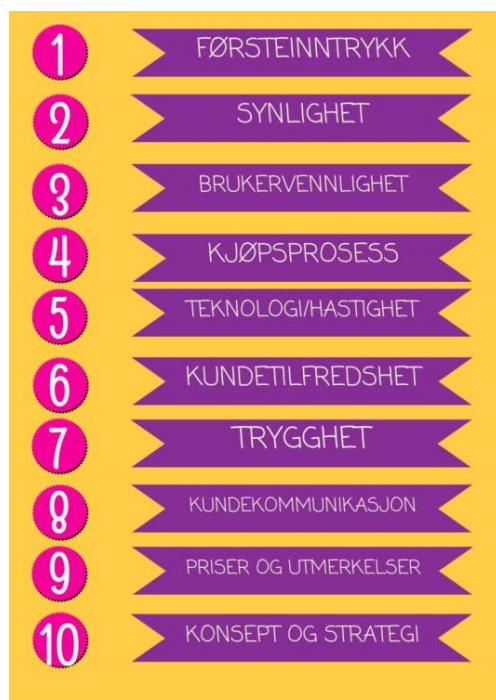 1 FØRSTEINNTRYKK
2 SYNLIGHET
3 BRUKERVENNLIGHET
4 KJØPSPROSESS
5 TEKNOLOGI/HASTIGHET
6 KUNDETILFREDSHET
7 TRYGGHET
8 KUNDEKOMMUNIKASJON
9 PRISER OG UTMERKELSER
10 KONSEPT OG STRATEGI